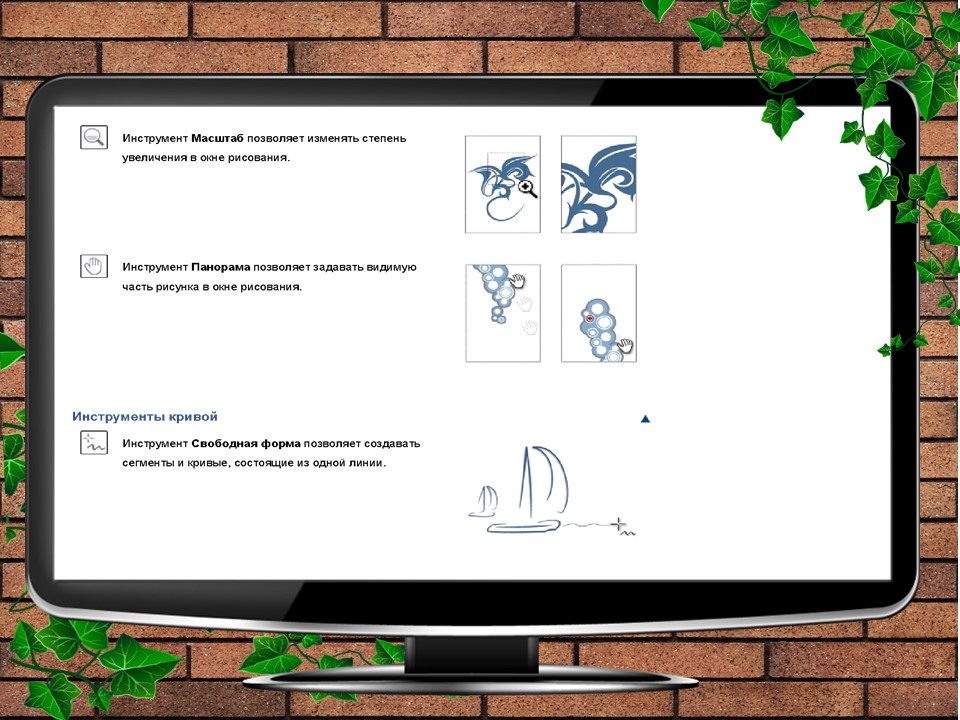 Инструмент Масштаб позволяет изменять степень
увеличения в окне рисования.
Инструмент Панорама позволяет задавать видимую
часть рисунка в окне рисования.
Инструменты кривой
Инструмент Свободная форма позволяет создавать
сегменты и кривые, состоящие из одной линии.